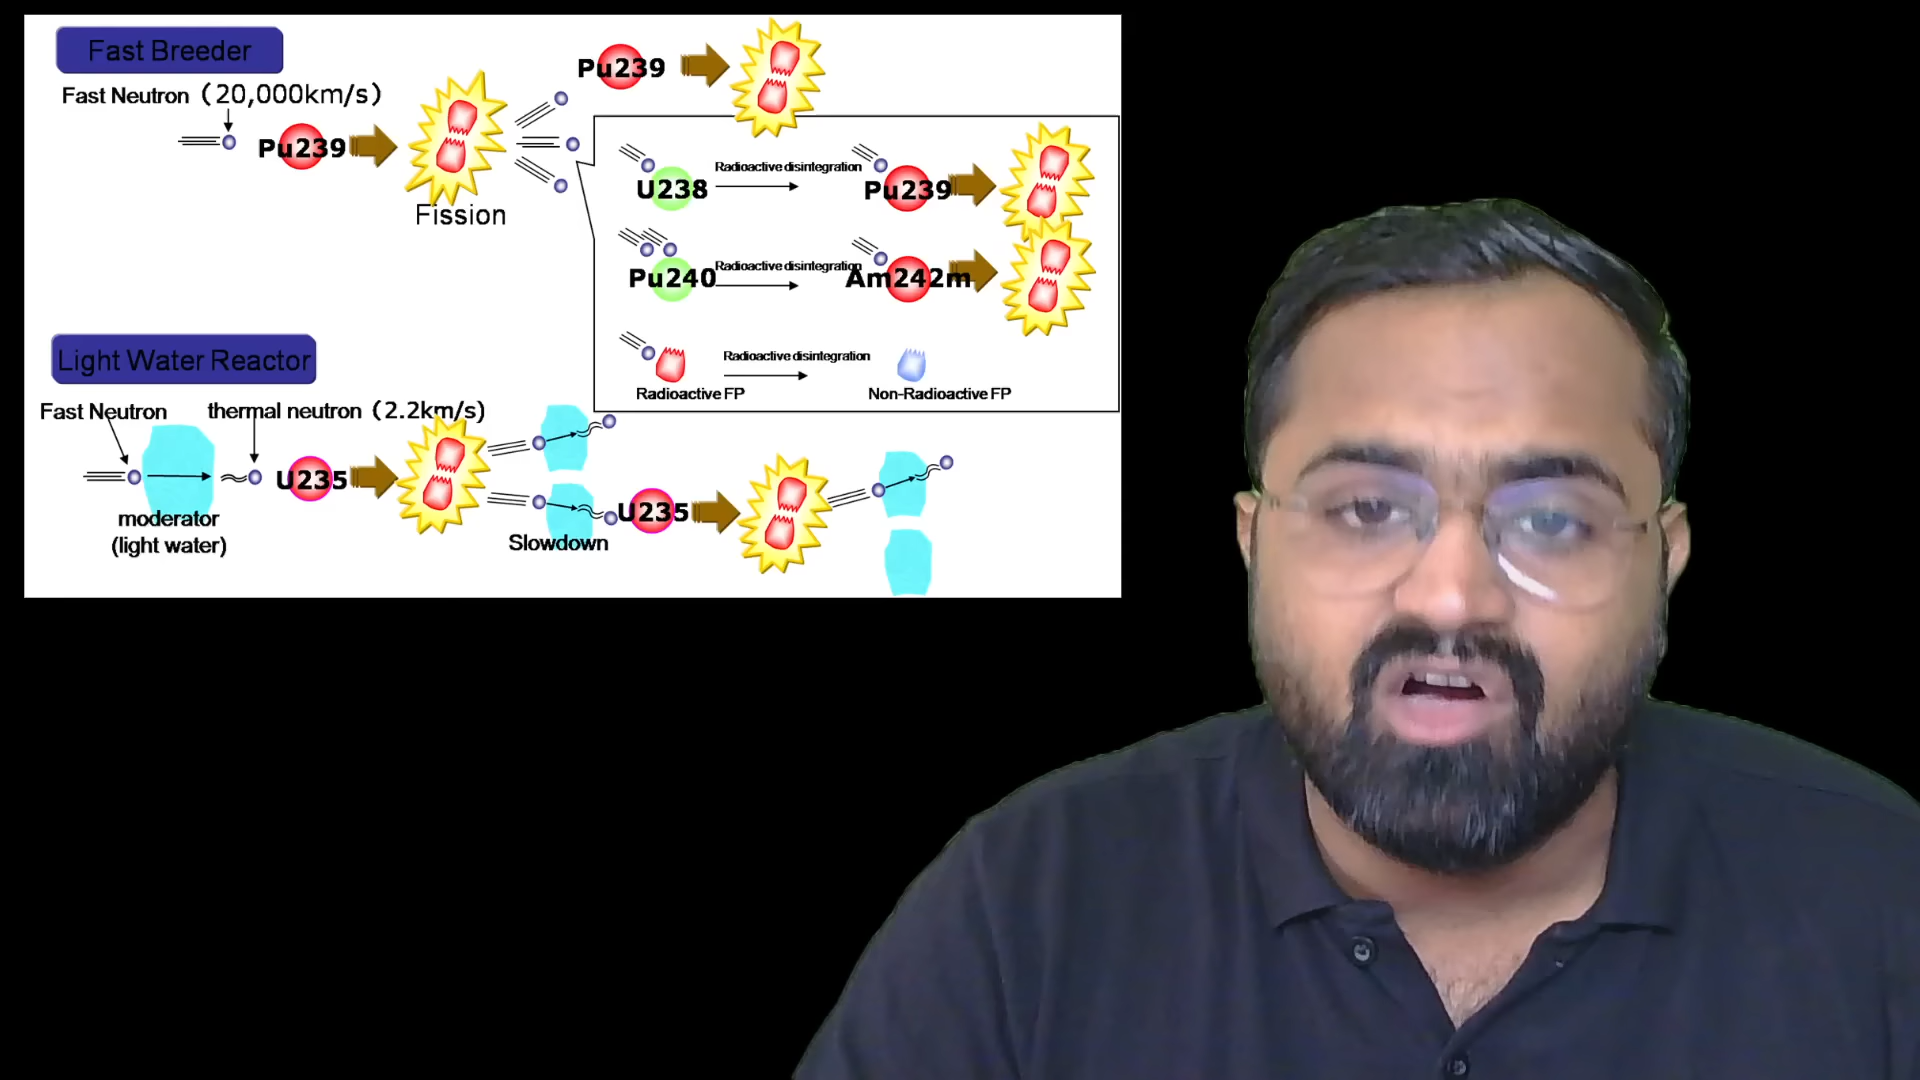 Fast Breeder
Fast Neutron (20,000km/s)
Pu239
Fission
Pu239
U238
Radioactive disintegration
Pu239
Pu240
Radioactive disintegration
Am242m
Radioactive disintegration
Radioactive FP
Non-Radioactive FP
Light Water Reactor
Fast Neutron
thermal neutron (2.2km/s)
U235
moderator
(light water)
Slowdown
U235